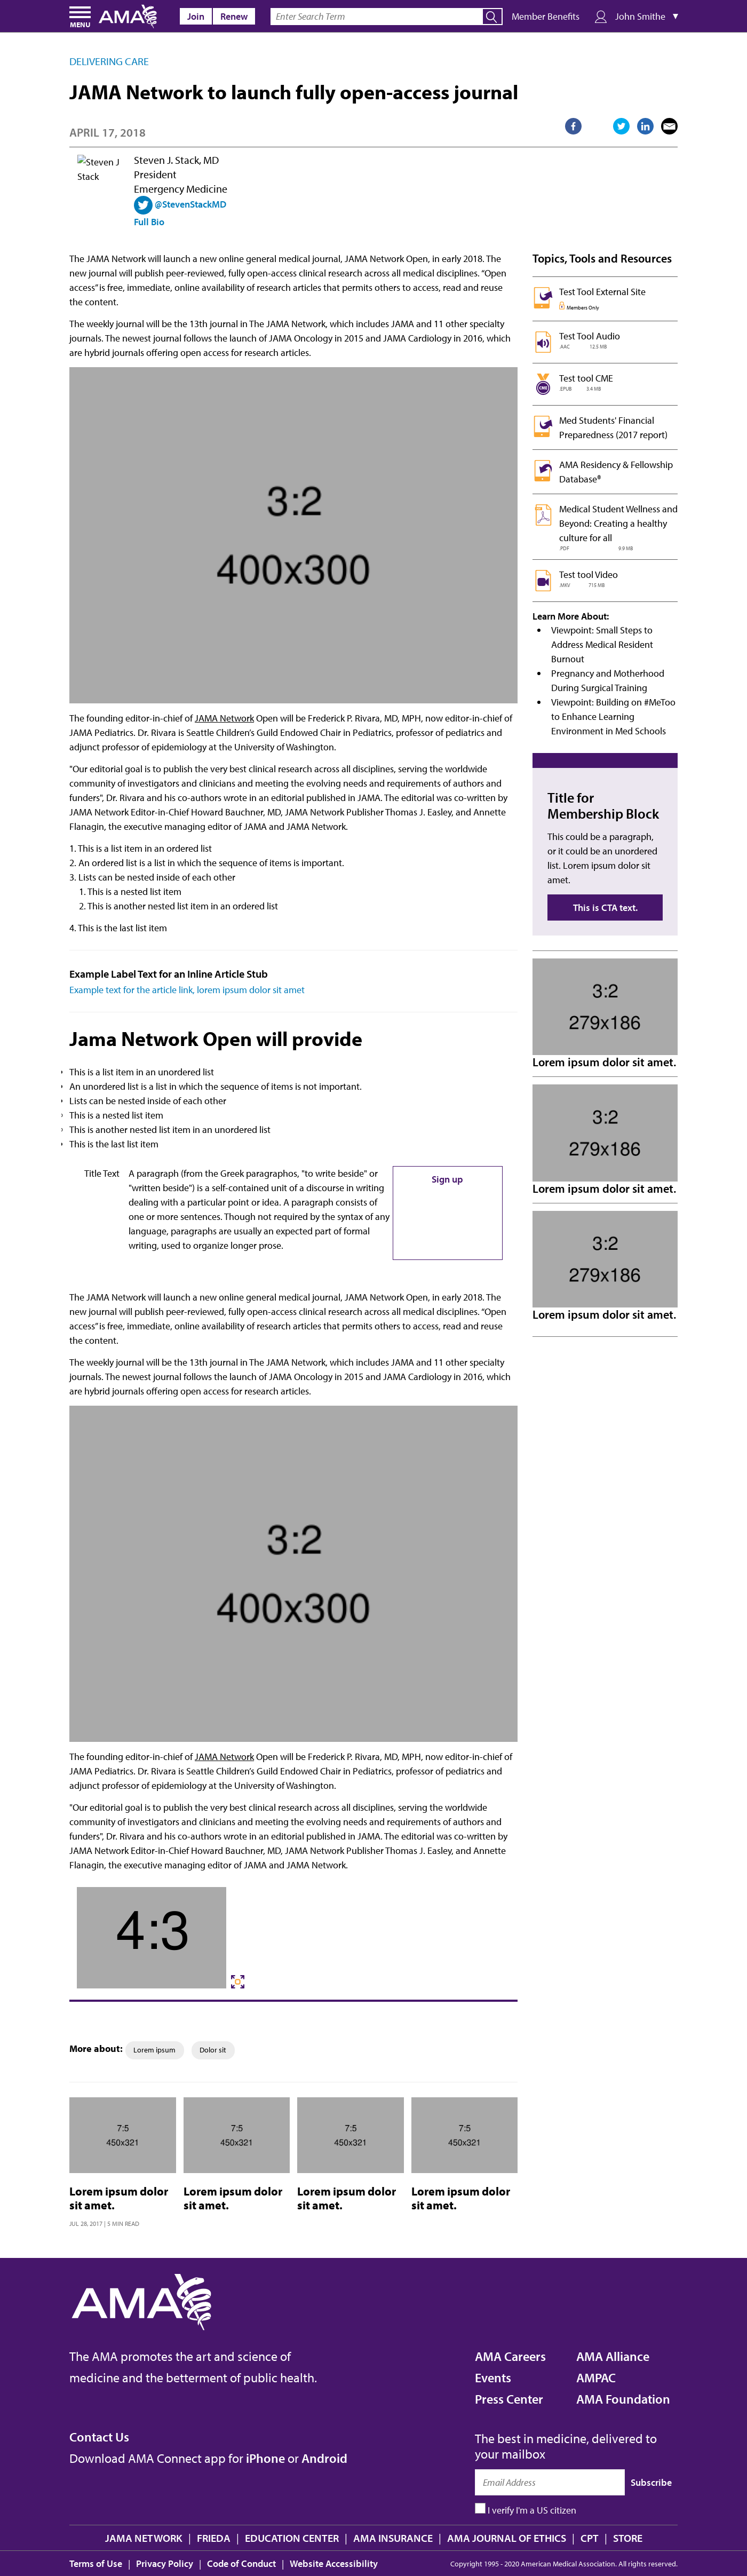 MENU
AMA
Join
Renew
Enter Search Term
Member Benefits
John Smithe ▼
DELIVERING CARE
JAMA Network to launch fully open-access journal
APRIL 17, 2018
Steven J Stack
Steven J. Stack, MD
President
Emergency Medicine
@StevenStackMD
Full Bio
The JAMA Network will launch a new online general medical journal, JAMA Network Open, in early 2018. The
new journal will publish peer-reviewed, fully open-access clinical research across all medical disciplines. “Open
access” is free, immediate, online availability of research articles that permits others to access, read and reuse
the content.
The weekly journal will be the 13th journal in The JAMA Network, which includes JAMA and 11 other specialty
journals. The newest journal follows the launch of JAMA Oncology in 2015 and JAMA Cardiology in 2016, which
are hybrid journals offering open access for research articles.
3:2
400x300
The founding editor-in-chief of JAMA Network Open will be Frederick P. Rivara, MD, MPH, now editor-in-chief of
JAMA Pediatrics. Dr. Rivara is Seattle Children’s Guild Endowed Chair in Pediatrics, professor of pediatrics and
adjunct professor of epidemiology at the University of Washington.
"Our editorial goal is to publish the very best clinical research across all disciplines, serving the worldwide
community of investigators and clinicians and meeting the evolving needs and requirements of authors and
funders", Dr. Rivara and his co-authors wrote in an editorial published in JAMA. The editorial was co-written by
JAMA Network Editor-in-Chief Howard Bauchner, MD, JAMA Network Publisher Thomas J. Easley, and Annette
Flanagin, the executive managing editor of JAMA and JAMA Network.
1. This is a list item in an ordered list
2. An ordered list is a list in which the sequence of items is important.
3. Lists can be nested inside of each other
1. This is a nested list item
2. This is another nested list item in an ordered list
4. This is the last list item
Example Label Text for an Inline Article Stub
Example text for the article link, lorem ipsum dolor sit amet
Jama Network Open will provide
This is a list item in an unordered list
An unordered list is a list in which the sequence of items is not important.
Lists can be nested inside of each other
This is a nested list item
This is another nested list item in an unordered list
This is the last list item
Title Text
A paragraph (from the Greek paragraphos, "to write beside" or
"written beside") is a self-contained unit of a discourse in writing
dealing with a particular point or idea. A paragraph consists of
one or more sentences. Though not required by the syntax of any
language, paragraphs are usually an expected part of formal
writing, used to organize longer prose.
Sign up
The JAMA Network will launch a new online general medical journal, JAMA Network Open, in early 2018. The
new journal will publish peer-reviewed, fully open-access clinical research across all medical disciplines. “Open
access” is free, immediate, online availability of research articles that permits others to access, read and reuse
the content.
The weekly journal will be the 13th journal in The JAMA Network, which includes JAMA and 11 other specialty
journals. The newest journal follows the launch of JAMA Oncology in 2015 and JAMA Cardiology in 2016, which
are hybrid journals offering open access for research articles.
3:2
400x300
The founding editor-in-chief of JAMA Network Open will be Frederick P. Rivara, MD, MPH, now editor-in-chief of
JAMA Pediatrics. Dr. Rivara is Seattle Children’s Guild Endowed Chair in Pediatrics, professor of pediatrics and
adjunct professor of epidemiology at the University of Washington.
"Our editorial goal is to publish the very best clinical research across all disciplines, serving the worldwide
community of investigators and clinicians and meeting the evolving needs and requirements of authors and
funders", Dr. Rivara and his co-authors wrote in an editorial published in JAMA. The editorial was co-written by
JAMA Network Editor-in-Chief Howard Bauchner, MD, JAMA Network Publisher Thomas J. Easley, and Annette
Flanagin, the executive managing editor of JAMA and JAMA Network.
4:3
More about:
Lorem ipsum
Dolor sit
7:5
450x321
Lorem ipsum dolor
sit amet.
JUL 28, 2017 | 5 MIN READ
7:5
450x321
Lorem ipsum dolor
sit amet.
7:5
450x321
Lorem ipsum dolor
sit amet.
7:5
450x321
Lorem ipsum dolor
sit amet.
Topics, Tools and Resources
Test Tool External Site
Members Only
Test Tool Audio
AAC 12.5 MB
CME
Test tool CME
EPUB 3.4 MB
Med Students' Financial
Preparedness (2017 report)
AMA Residency & Fellowship
Database®
Medical Student Wellness and
Beyond: Creating a healthy
culture for all
PDF 9.9 MB
Test tool Video
MKV 715 MB
Learn More About:
Viewpoint: Small Steps to
Address Medical Resident
Burnout
Pregnancy and Motherhood
During Surgical Training
Viewpoint: Building on #MeToo
to Enhance Learning
Environment in Med Schools
Title for
Membership Block
This could be a paragraph,
or it could be an unordered
list. Lorem ipsum dolor sit
amet.
This is CTA text.
3:2
279x186
Lorem ipsum dolor sit amet.
3:2
279x186
Lorem ipsum dolor sit amet.
3:2
279x186
Lorem ipsum dolor sit amet.
AMA
The AMA promotes the art and science of
medicine and the betterment of public health.
AMA Careers
Events
Press Center
AMA Alliance
AMPAC
AMA Foundation
Contact Us
Download AMA Connect app for iPhone or Android
The best in medicine, delivered to
your mailbox
Email Address
Subscribe
I verify I'm a US citizen
JAMA NETWORK | FRIEDA | EDUCATION CENTER | AMA INSURANCE | AMA JOURNAL OF ETHICS | CPT | STORE
Terms of Use | Privacy Policy | Code of Conduct | Website Accessibility
Copyright 1995 - 2020 American Medical Association. All rights reserved.